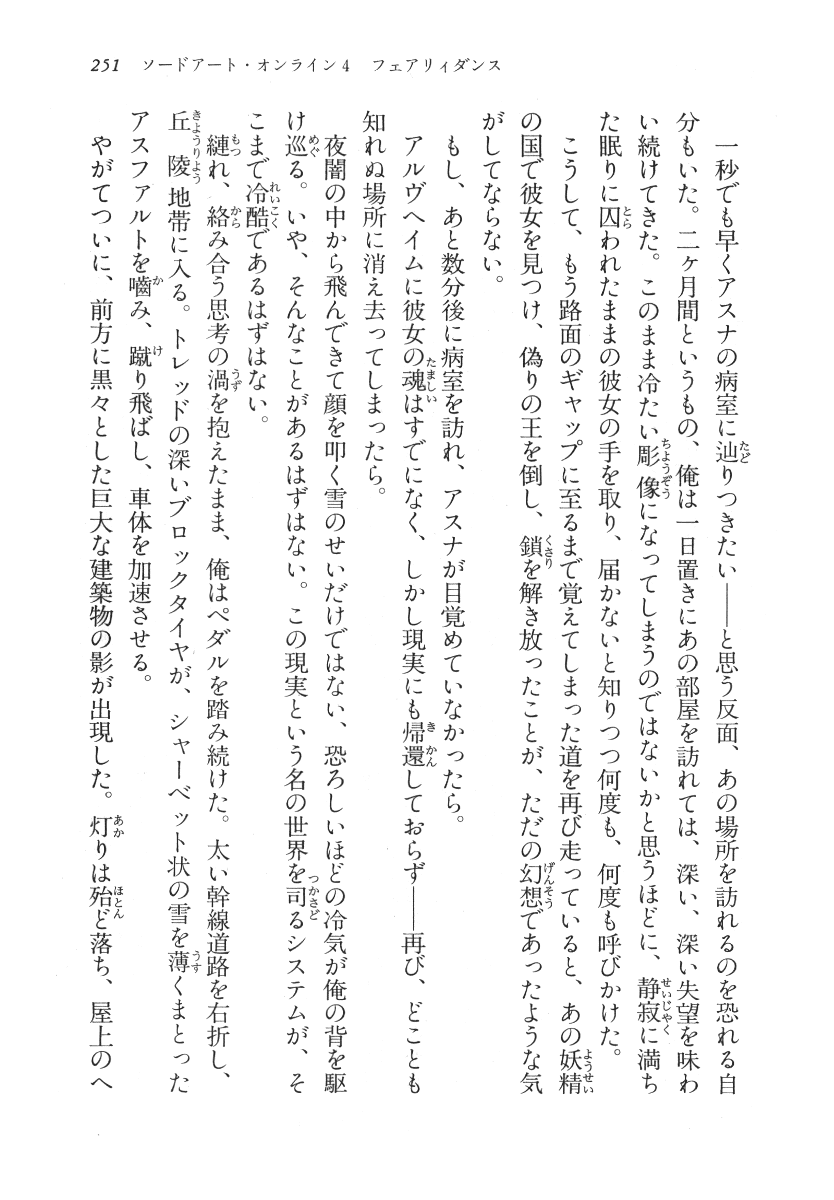 251　ソードアート・オンライン4　フェアリィダンス
　一秒でも早くアスナの病室に辿りつきたい――と思う反面、あの場所を訪れるのを恐れる自
分もいた。二ヶ月間というもの、俺は一日置きにあの部屋を訪れては、深い、深い失望を味わ
い続けてきた。このまま冷たい彫像になってしまうのではないかと思うほどに、静寂に満ち
た眠りに囚われたままの彼女の手を取り、届かないと知りつつ何度も、何度も呼びかけた。
　こうして、もう路面のギャップに至るまで覚えてしまった道を再び走っていると、あの妖精
の国で彼女を見つけ、偽りの王を倒し、鎖を解き放ったことが、ただの幻想であったような気
がしてならない。
　もし、あと数分後に病室を訪れ、アスナが目覚めていなかったら。
　アルヴヘイムに彼女の魂はすでになく、しかし現実にも帰還しておらず――再び、どことも
知れぬ場所に消え去ってしまったら。
　夜闇の中から飛んできて顔を叩く雪のせいだけではない、恐ろしいほどの冷気が俺の背を駆
け巡る。いや、そんなことがあるはずはない。この現実という名の世界を司るシステムが、そ
こまで冷酷であるはずはない。
　縺れ、絡み合う思考の渦を抱えたまま、俺はペダルを踏み続けた。太い幹線道路を右折し、
丘陵地帯に入る。トレッドの深いブロックタイヤが、シャーベット状の雪を薄くまとった
アスファルトを嚙み、蹴り飛ばし、車体を加速させる。
　やがてついに、前方に黒々とした巨大な建築物の影が出現した。灯りは殆ど落ち、屋上のヘ